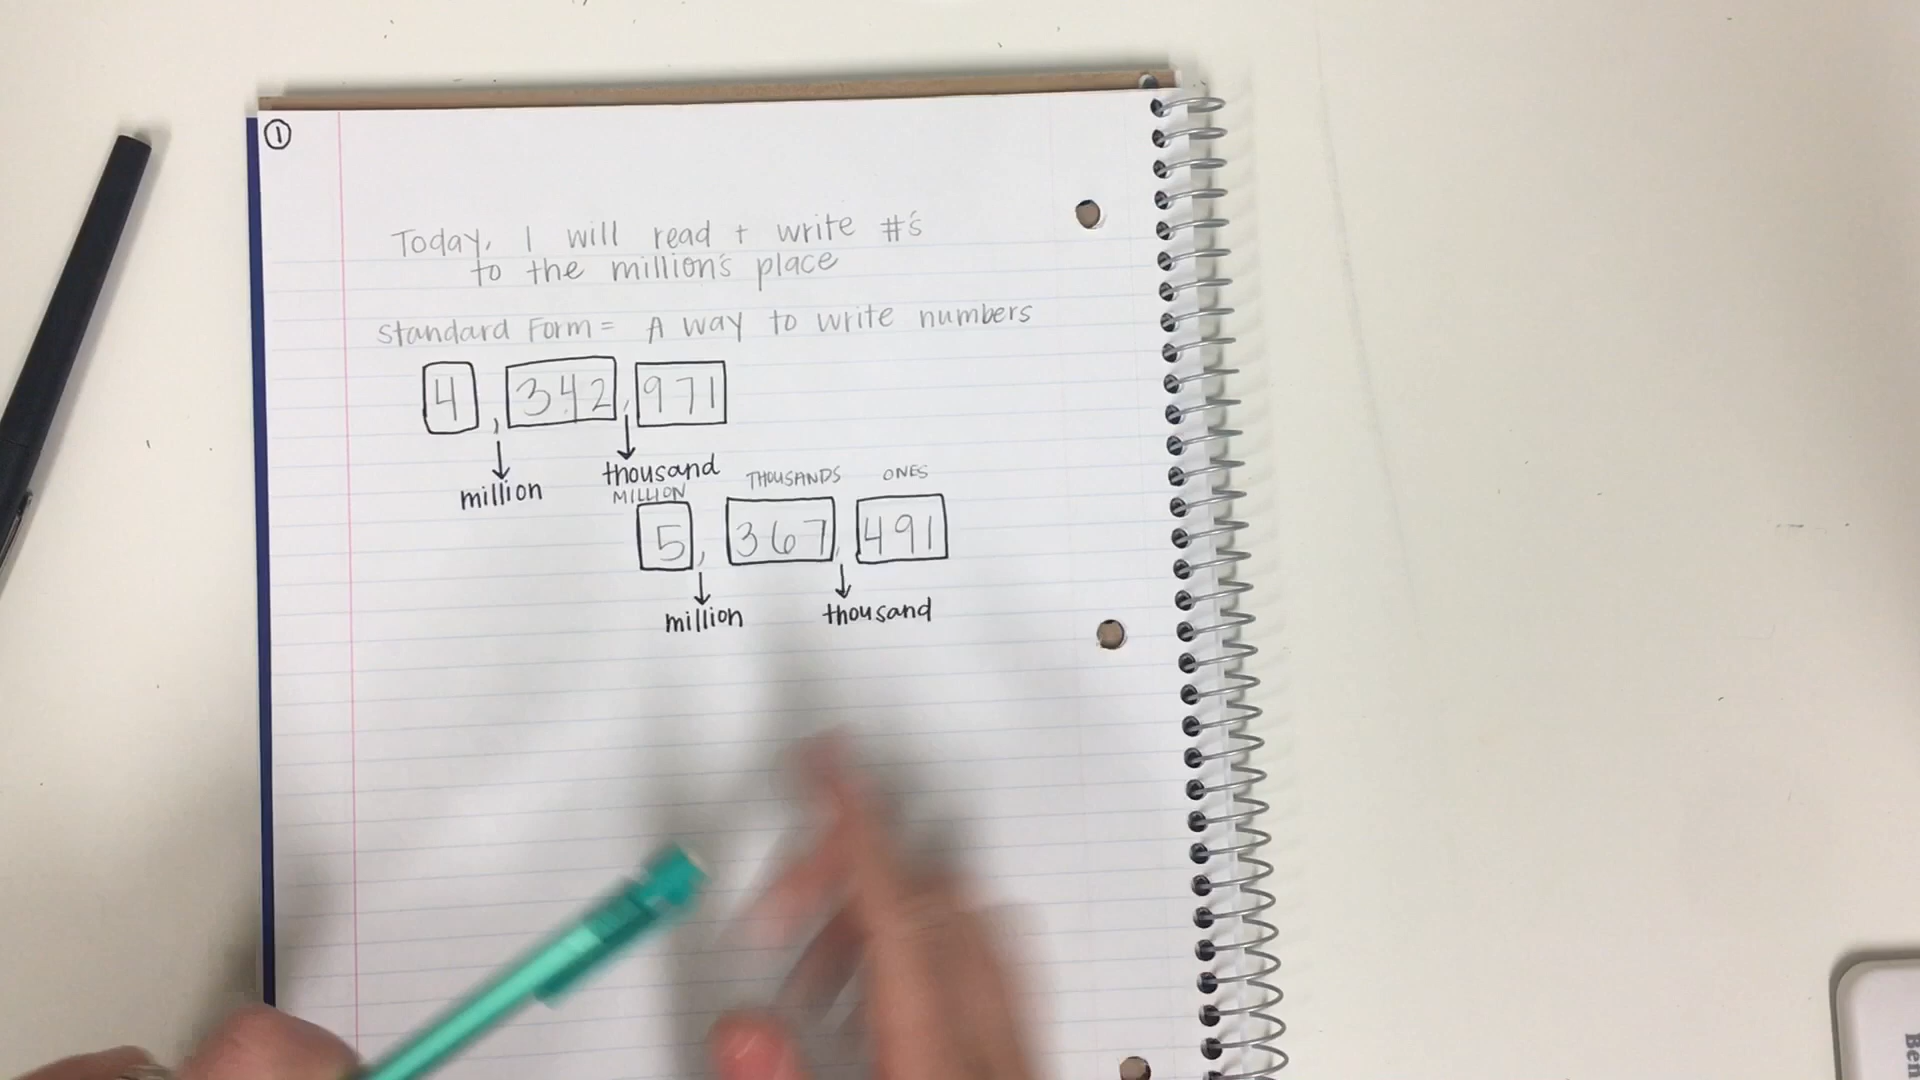 ①
Today, I will read + write #'s
to the million's place
Standard Form = A way to write numbers
4,342,971
million thousand
MILLION THOUSANDS ONES
5,367,491
million thousand
Ben